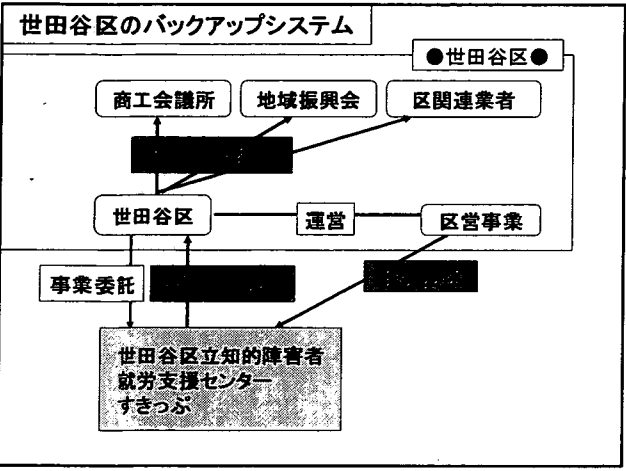 世田谷区のバックアップシステム
●世田谷区●
商工会議所
地域振興会
区関連業者
世田谷区
運営
区営事業
事業委託
世田谷区立知的障害者
就労支援センター
すきっぷ